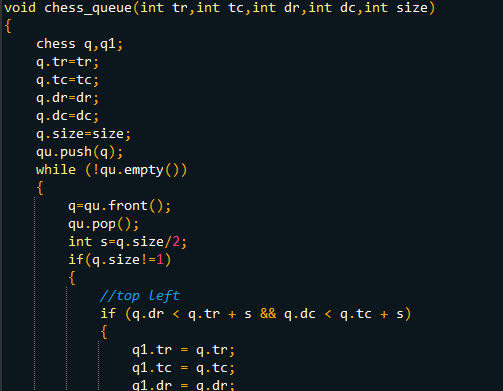 void chess_queue(int tr,int tc,int dr,int dc,int size)
{
    chess q,q1;
    q.tr=tr;
    q.tc=tc;
    q.dr=dr;
    q.dc=dc;
    q.size=size;
    qu.push(q);
    while (!qu.empty())
    {
        q=qu.front();
        qu.pop();
        int s=q.size/2;
        if(q.size!=1)
        {
            //top left
            if (q.dr < q.tr + s && q.dc < q.tc + s)
            {
                q1.tr = q.tr;
                q1.tc = q.tc;
                q1.dr = q.dr;